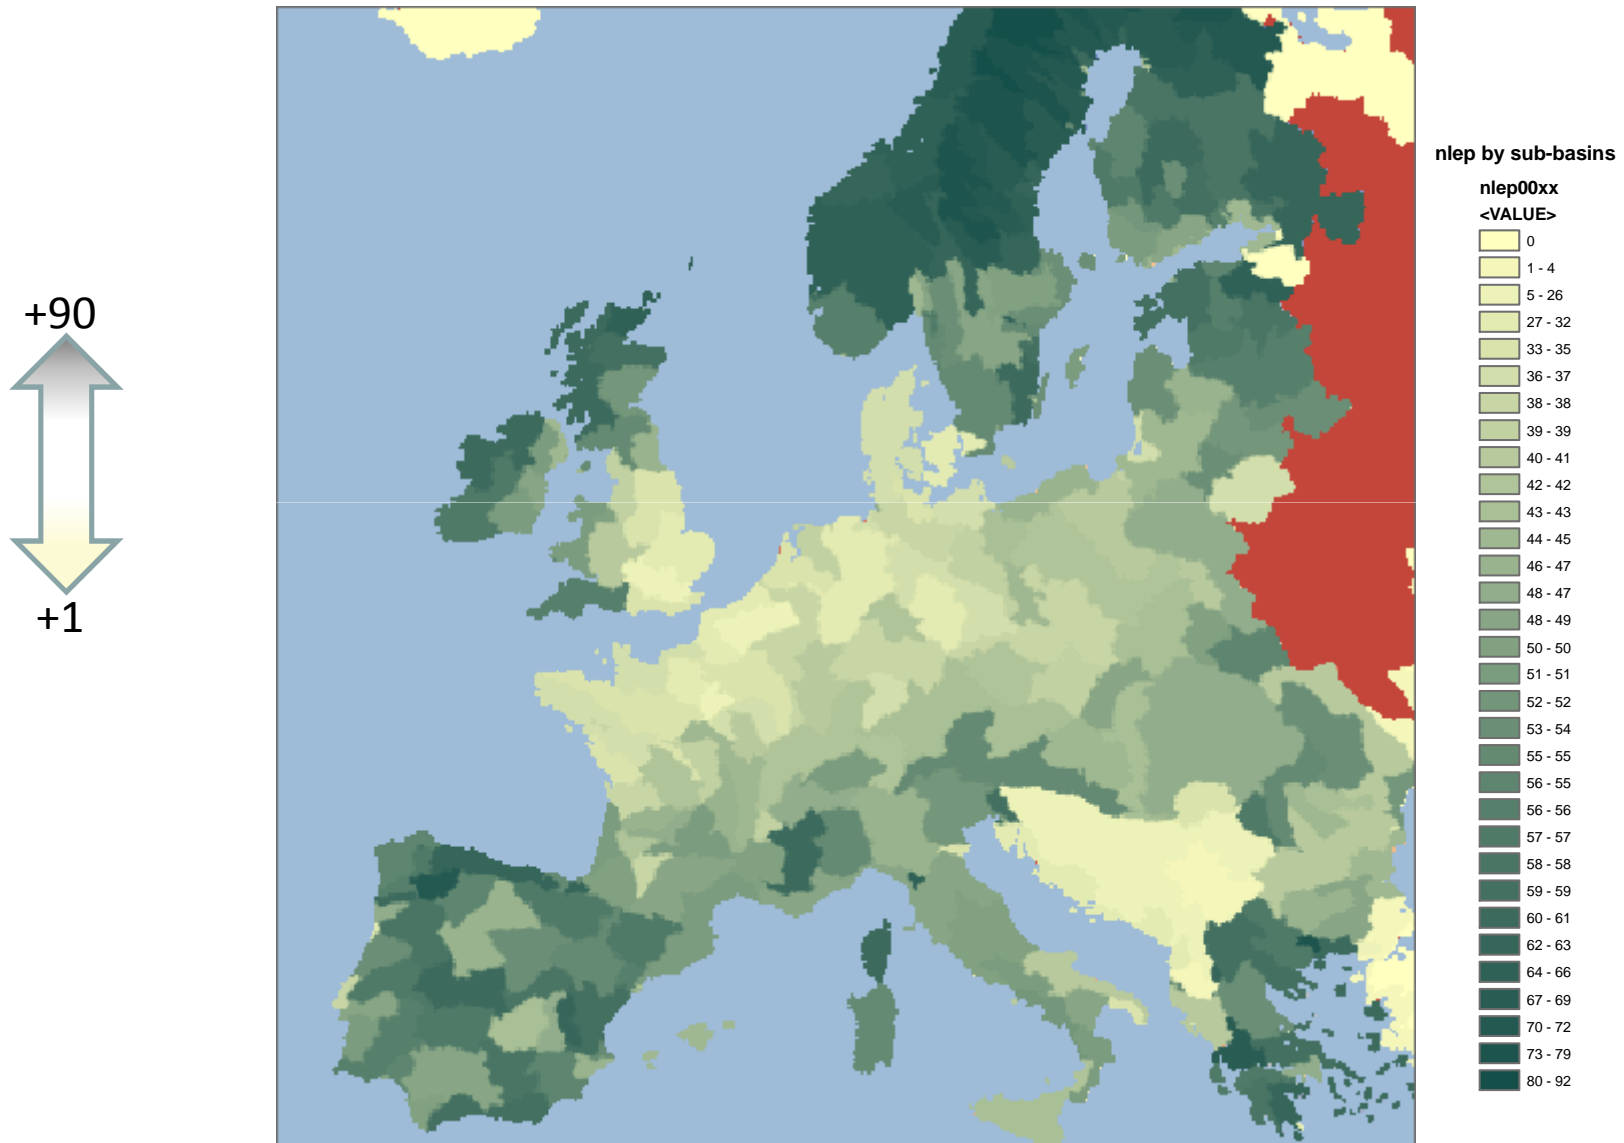 +90
+1
nlep by sub-basins
nlep00xx
<VALUE>
0
1 - 4
5 - 26
27 - 32
33 - 35
36 - 37
38 - 38
39 - 39
40 - 41
42 - 42
43 - 43
44 - 45
46 - 47
48 - 47
48 - 49
50 - 50
51 - 51
52 - 52
53 - 54
55 - 55
56 - 55
56 - 56
57 - 57
58 - 58
59 - 59
60 - 61
62 - 63
64 - 66
67 - 69
70 - 72
73 - 79
80 - 92